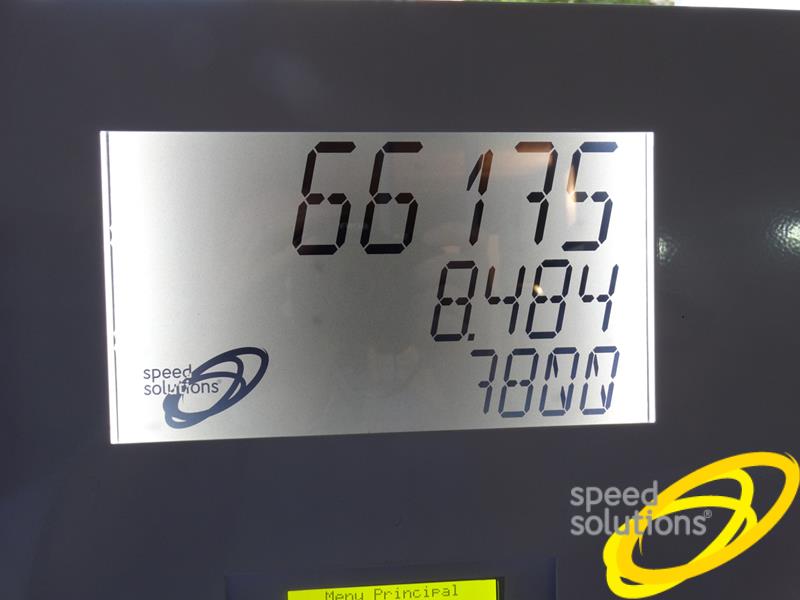 66175
8.484
7800
speed
solutions®
speed
solutions®
Menu Principal